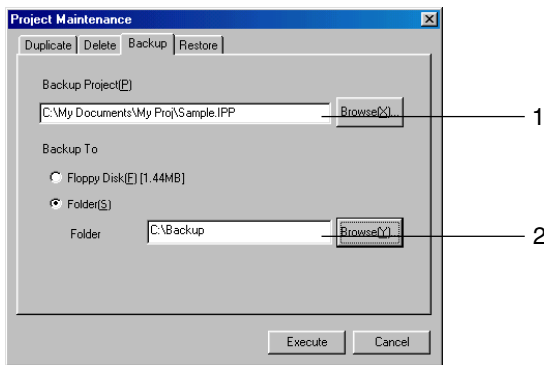 Project Maintenance
Duplicate Delete Backup Restore
Backup Project(P)
C:\My Documents\My Proj\Sample.IPP Browse(X)... 1
Backup To
Floppy Disk(F) [1.44MB]
Folder(S)
Folder C:\Backup Browse(Y)... 2
Execute Cancel